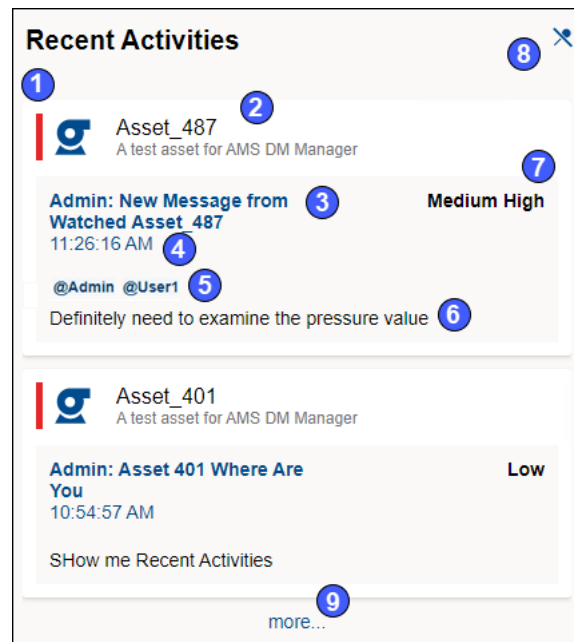 Recent Activities
8
1
2
Asset_487
A test asset for AMS DM Manager
7
Admin: New Message from
3
Medium High
Watched Asset_487
11:26:16 AM
4
@Admin @User1
5
Definitely need to examine the pressure value
6
Asset_401
A test asset for AMS DM Manager
Admin: Asset 401 Where Are
Low
You
10:54:57 AM
SHow me Recent Activities
9
more...